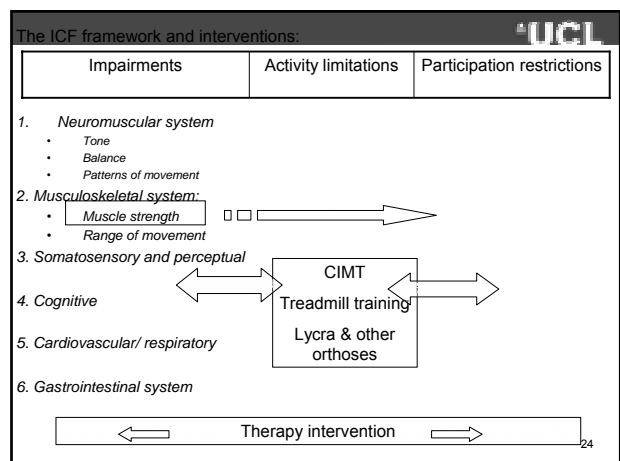 The ICF framework and interventions:
UCL
Impairments
Activity limitations
Participation restrictions
1. Neuromuscular system
• Tone
• Balance
• Patterns of movement
2. Musculoskeletal system:
• Muscle strength
• Range of movement
3. Somatosensory and perceptual
4. Cognitive
5. Cardiovascular/ respiratory
6. Gastrointestinal system
CIMT
Treadmill training
Lycra & other
orthoses
Therapy intervention
24